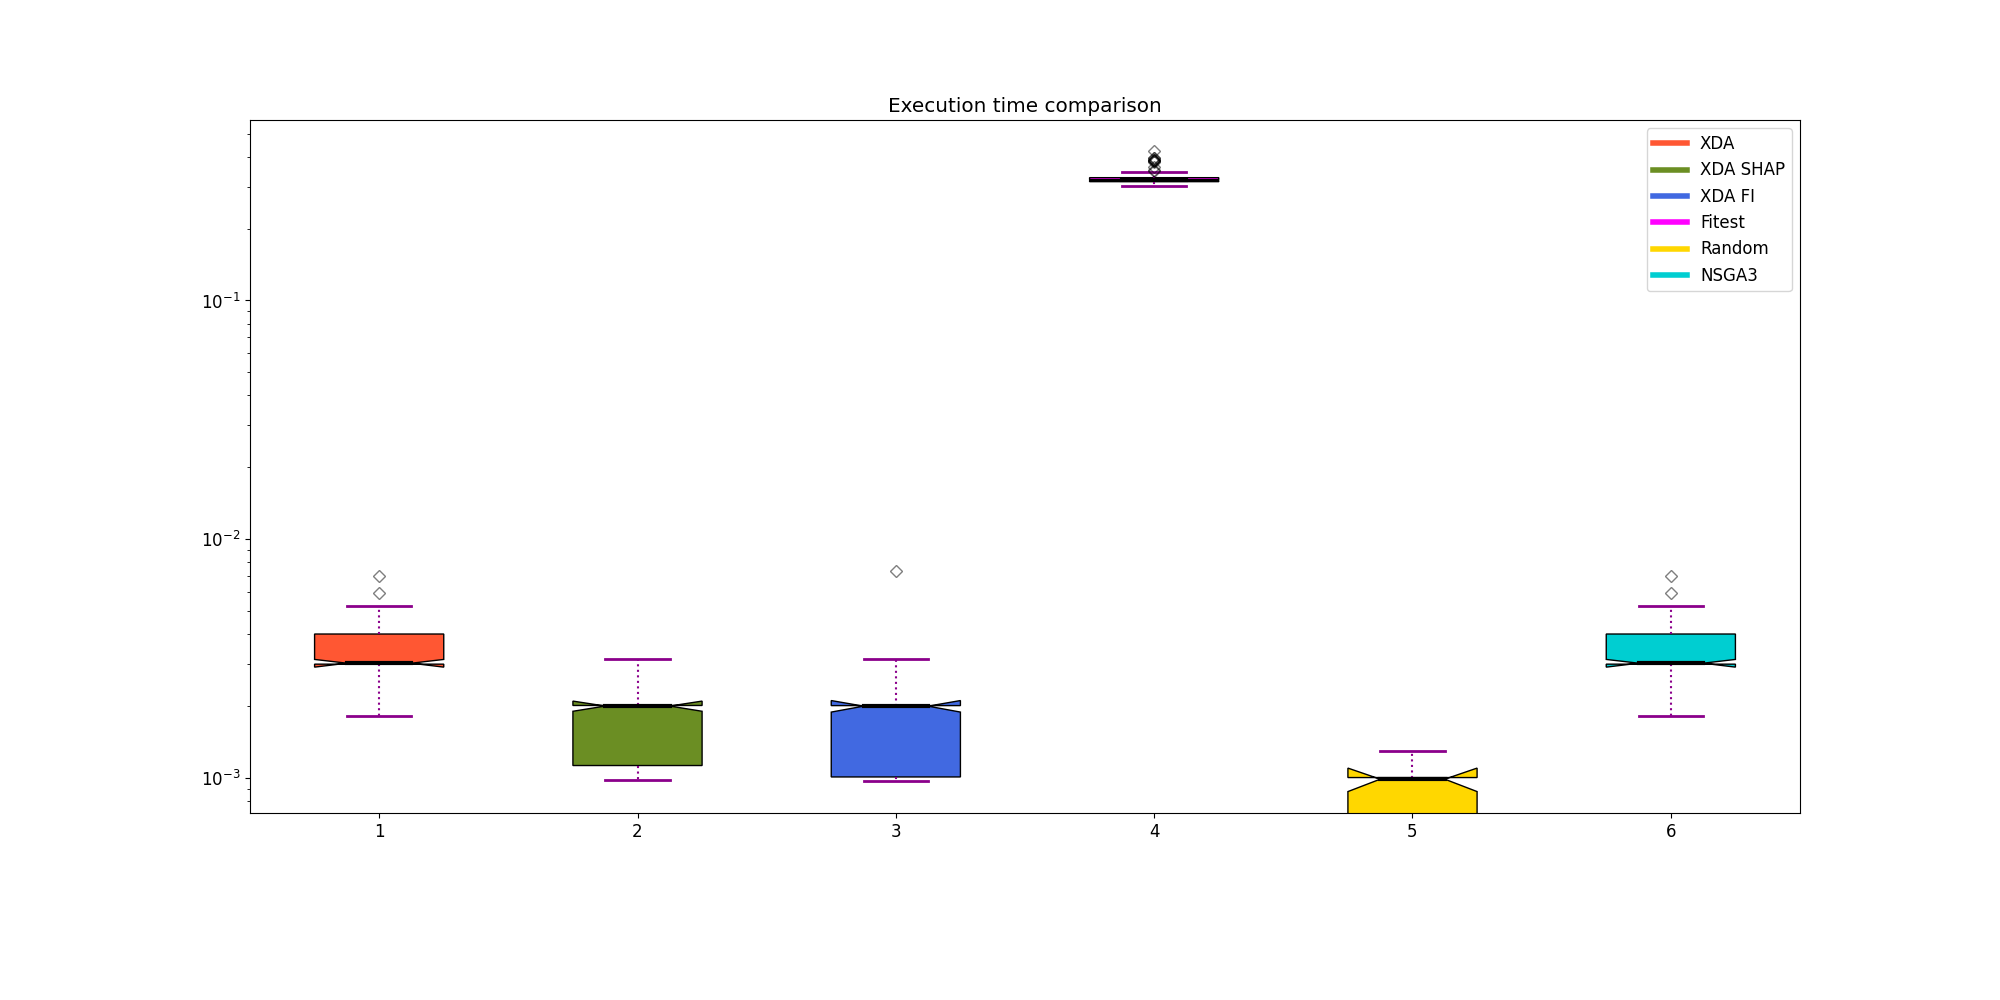 Execution time comparison
XDA
XDA SHAP
XDA FI
Fitest
Random
NSGA3
10⁻¹
10⁻²
10⁻³
1 2 3 4 5 6